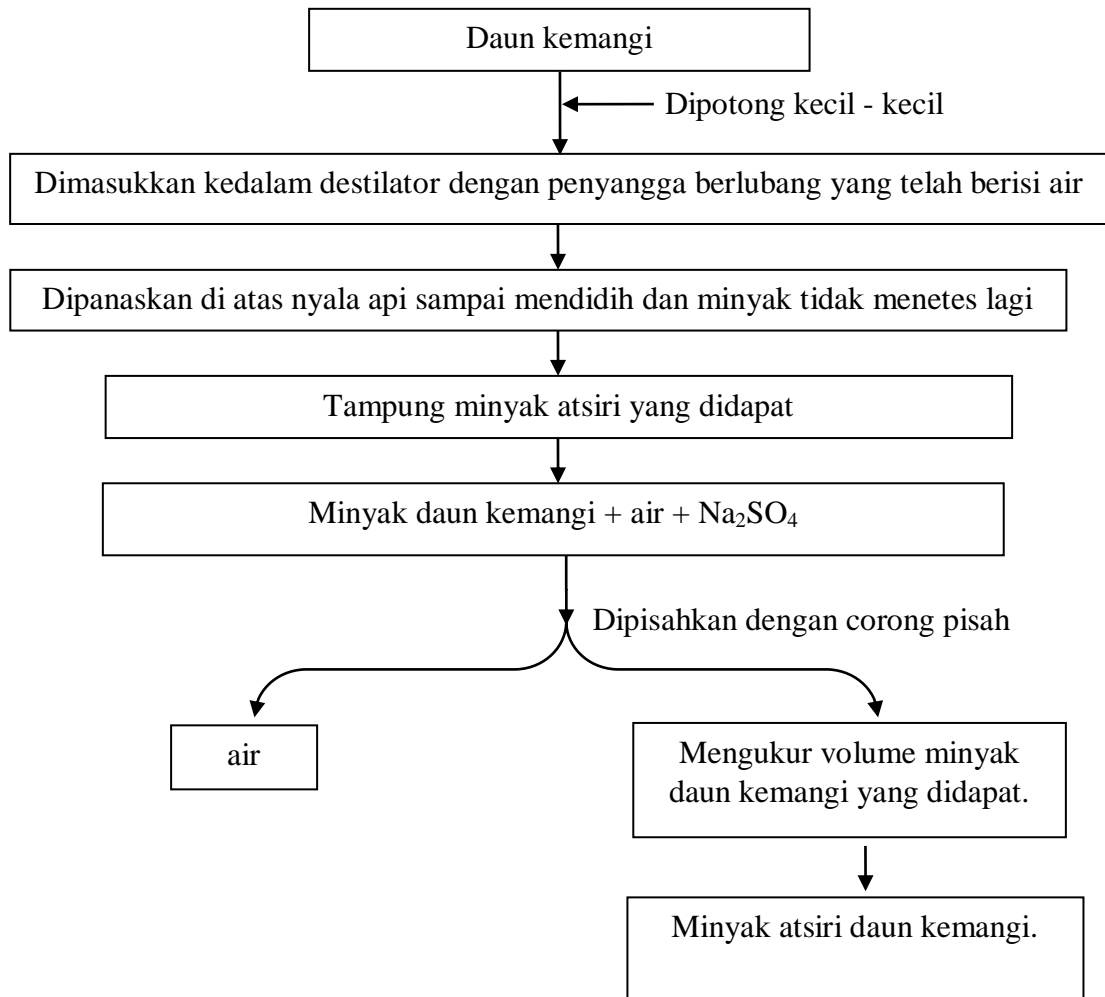 Daun kemangi
Dipotong kecil - kecil
Dimasukkan kedalam destilator dengan penyangga berlubang yang telah berisi air
Dipanaskan di atas nyala api sampai mendidih dan minyak tidak menetes lagi
Tampung minyak atsiri yang didapat
Minyak daun kemangi + air + Na₂SO₄
Dipisahkan dengan corong pisah
air
Mengukur volume minyak
daun kemangi yang didapat.
Minyak atsiri daun kemangi.